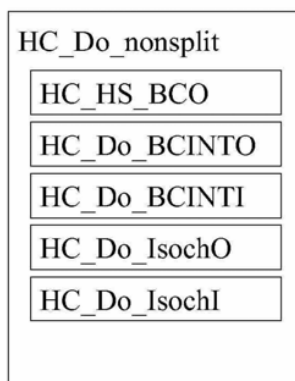 HC_Do_nonsplit
HC_HS_BCO
HC_Do_BCINTO
HC_Do_BCINTI
HC_Do_IsochO
HC_Do_IsochI